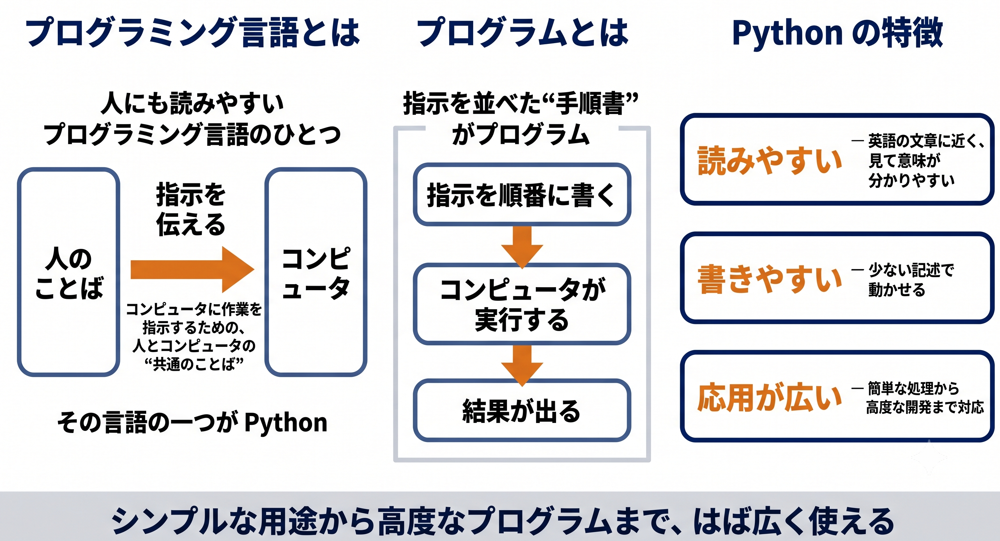 プログラミング言語とは
人にも読みやすい
プログラミング言語のひとつ
人の
ことば
指示を
伝える
コンピュータに作業を
指示するための、
人とコンピュータの
“共通のことば”
コンピ
ュータ
その言語の一つが Python
プログラムとは
指示を並べた“手順書”
がプログラム
指示を順番に書く
コンピュータが
実行する
結果が出る
Python の特徴
読みやすい
— 英語の文章に近く、
見て意味が
分かりやすい
書きやすい
— 少ない記述で
動かせる
応用が広い
— 簡単な処理から
高度な開発まで対応
シンプルな用途から高度なプログラムまで、はば広く使える